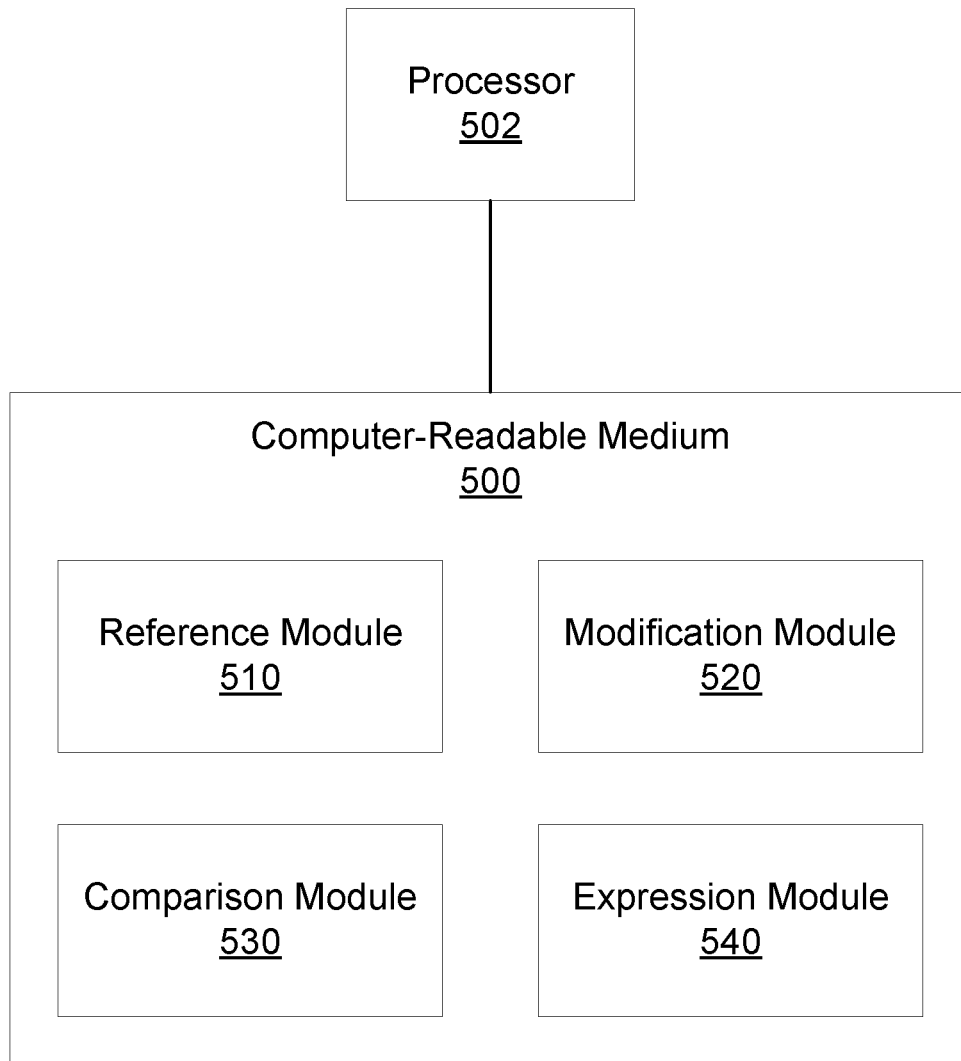 Processor
502
Computer-Readable Medium
500
Reference Module
510
Modification Module
520
Comparison Module
530
Expression Module
540